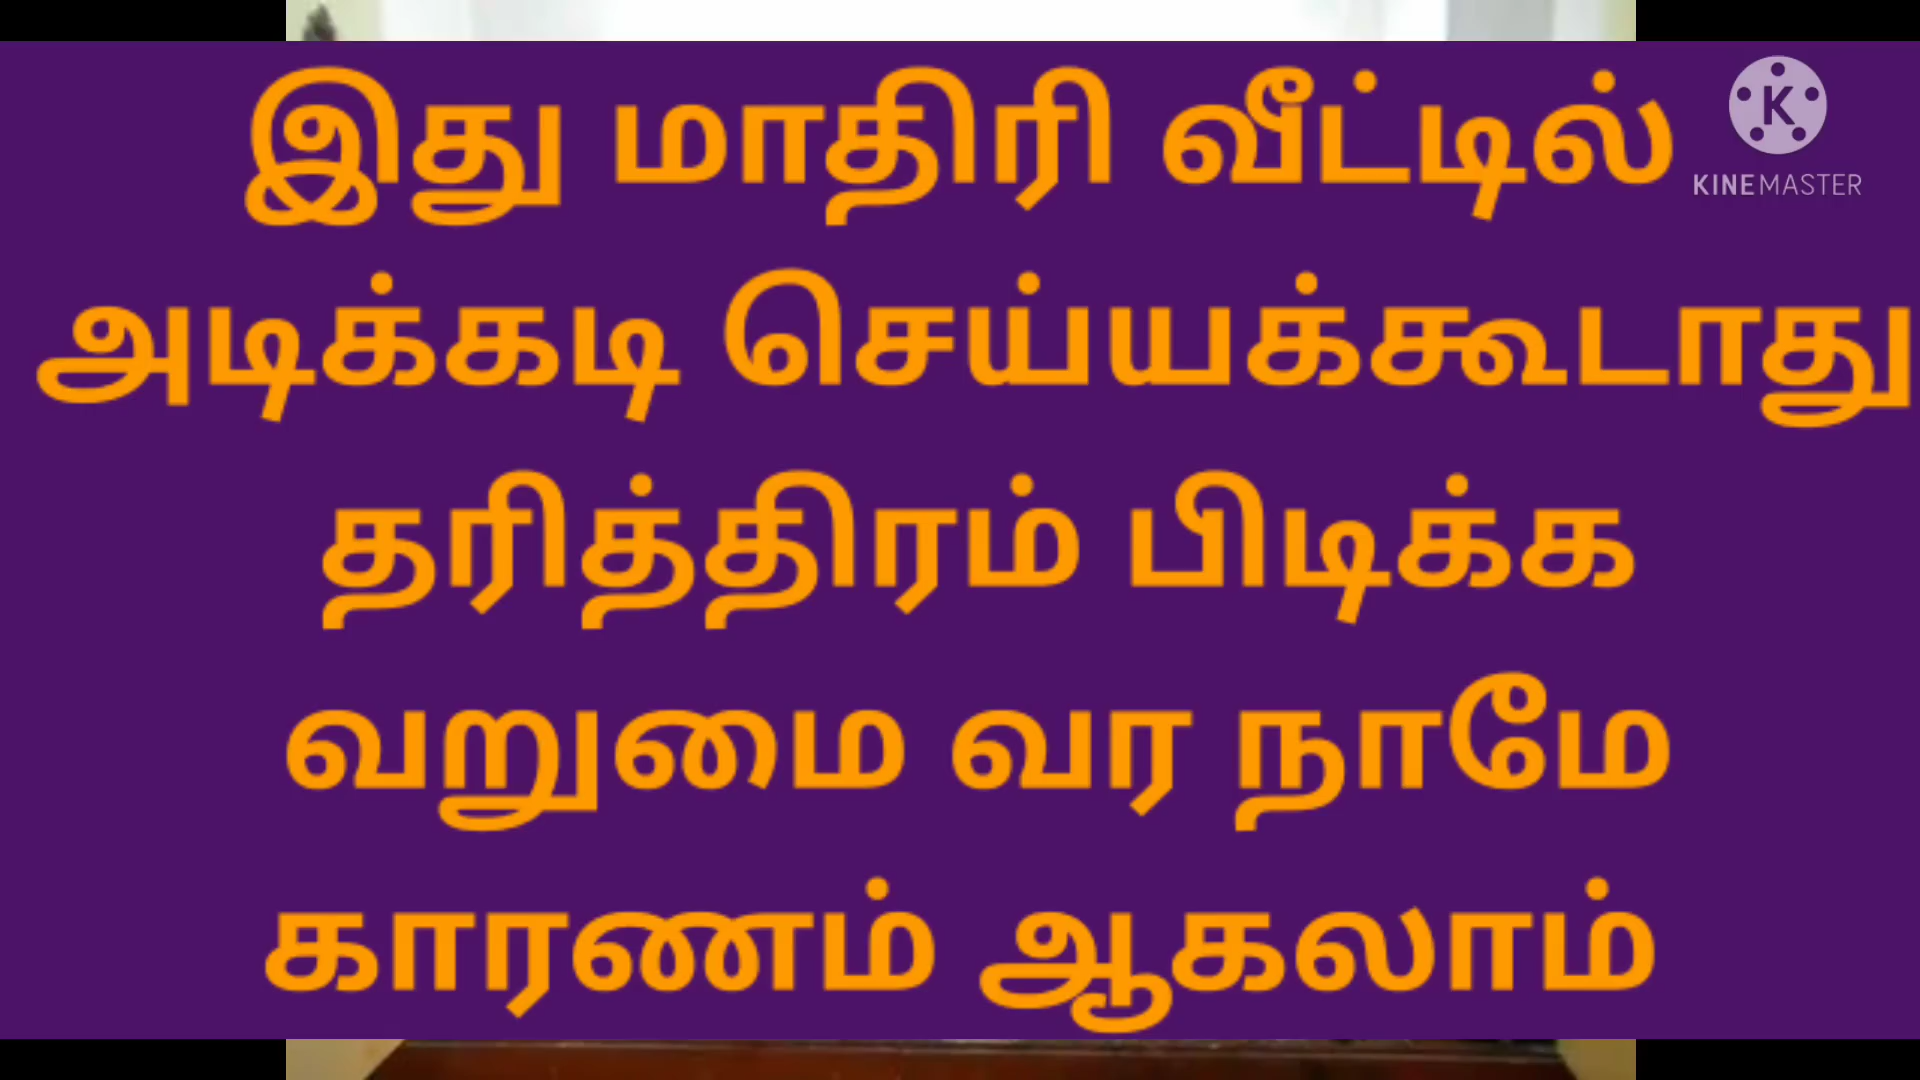 இது மாதிரி வீட்டில்
KINEMASTER
அடிக்கடி செய்யக்கூடாது
தரித்திரம் பிடிக்க
வறுமை வர நாமே
காரணம் ஆகலாம்